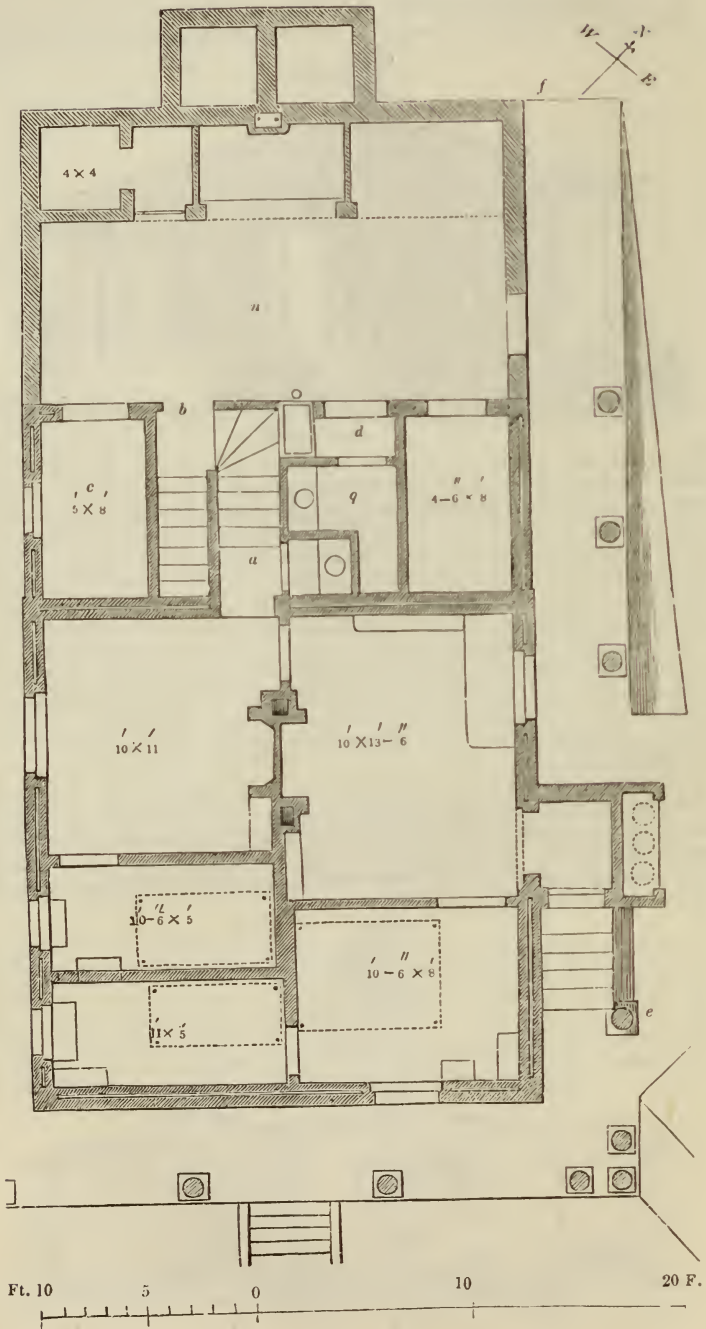 f
4 × 4
n
b
d
c
5' × 8'
q
4–6" × 8'
a
10' × 11'
10' × 13'–6"
10'–6" × 5'
10'–6" × 8
11' × 5'
e
Ft. 10 5 0 10 20 F.